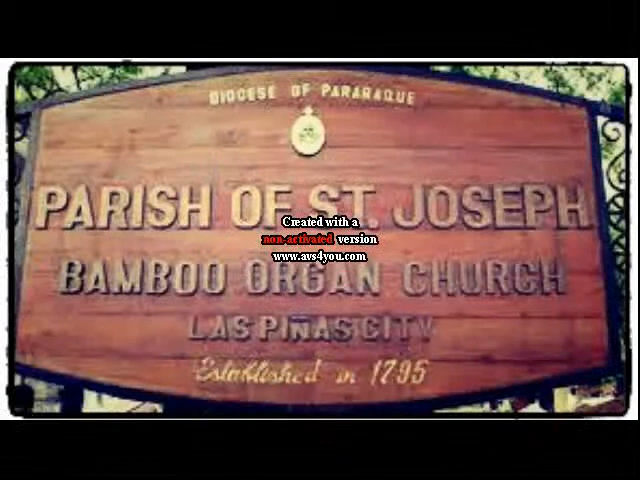 DIOCESE OF PARAÑAQUE
PARISH OF ST. JOSEPH
Created with a
non-activated version
www.avs4you.com
BAMBOO ORGAN CHURCH
LAS PIÑAS CITY
Established in 1795